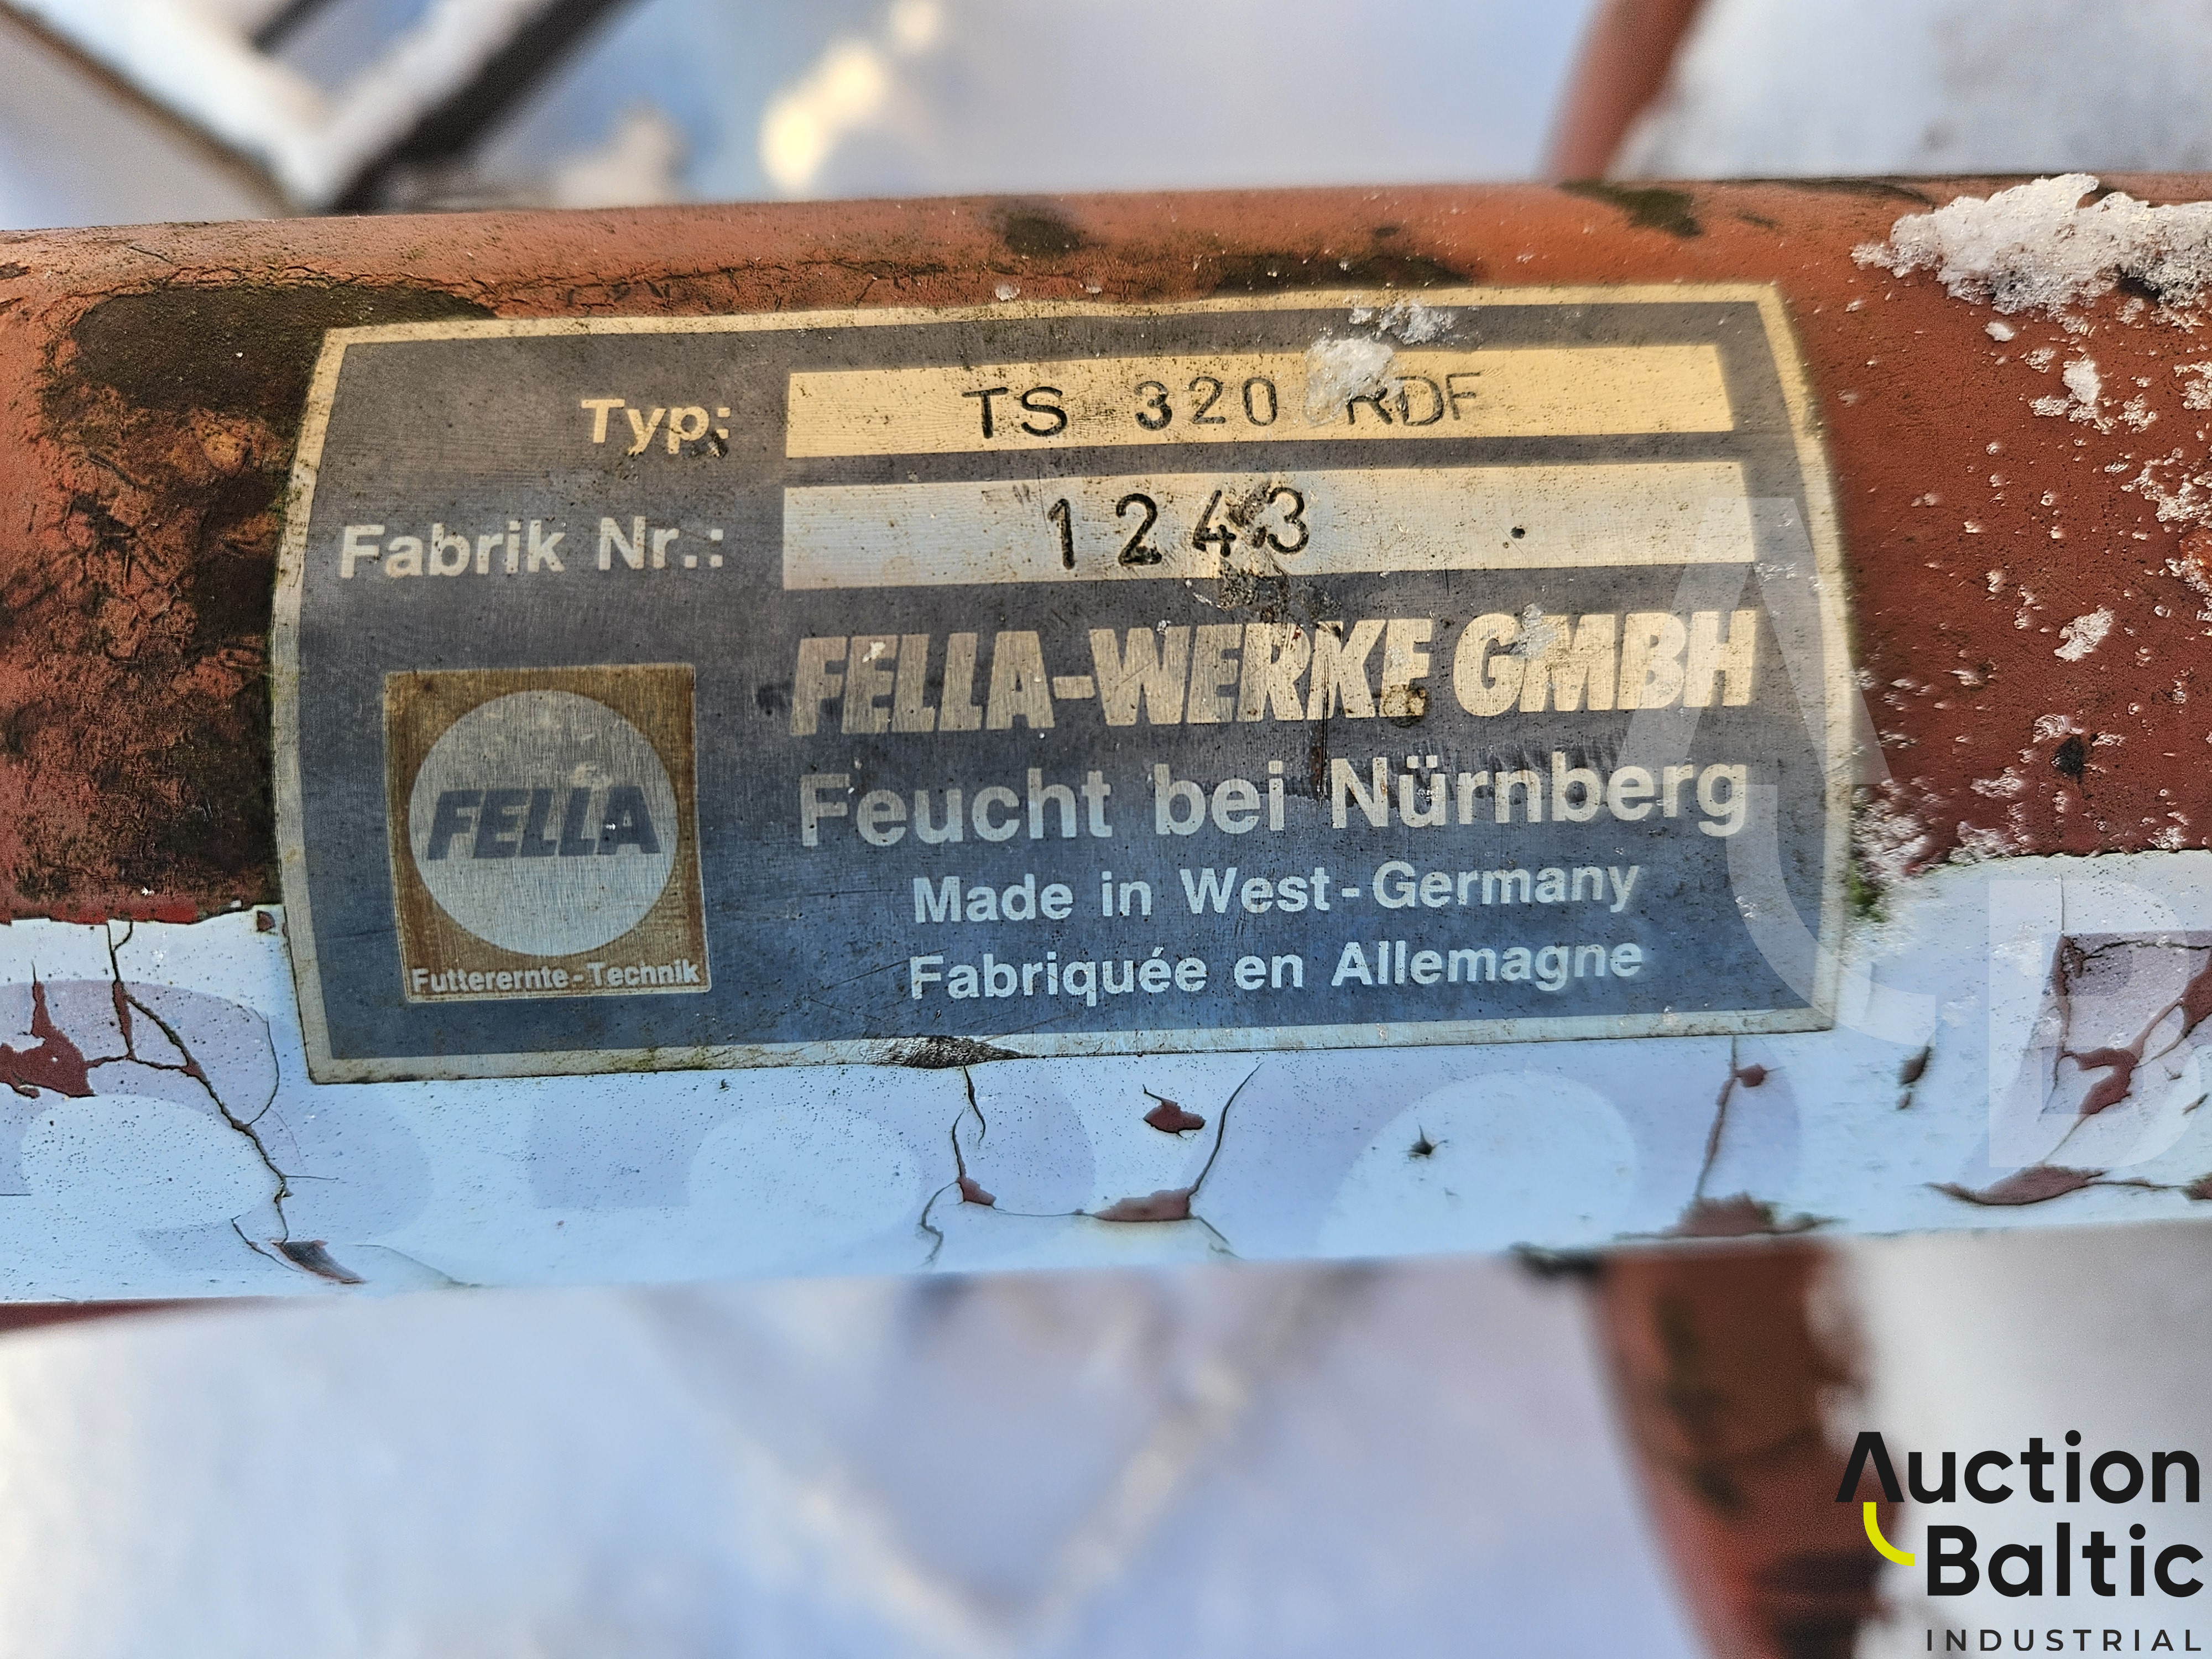 Typ: TS 320 RDF
Fabrik Nr.: 1243
FELLA-WERKE GMBH
Feucht bei Nürnberg
Made in West-Germany
Fabriquée en Allemagne
FELLA
Futterernte-Technik
Auction
Baltic
INDUSTRIAL